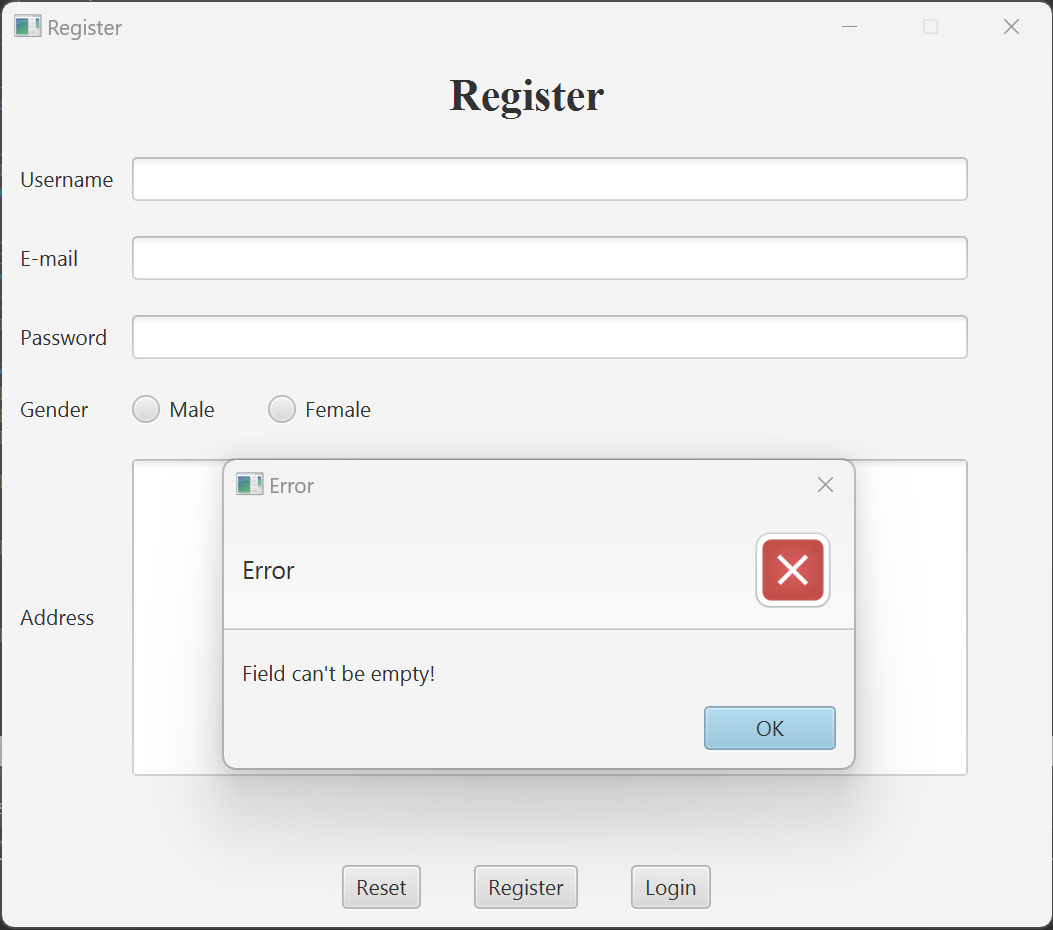 Register
Register
Username
E-mail
Password
Gender Male Female
Address
Error
Error
Field can't be empty!
OK
Reset Register Login